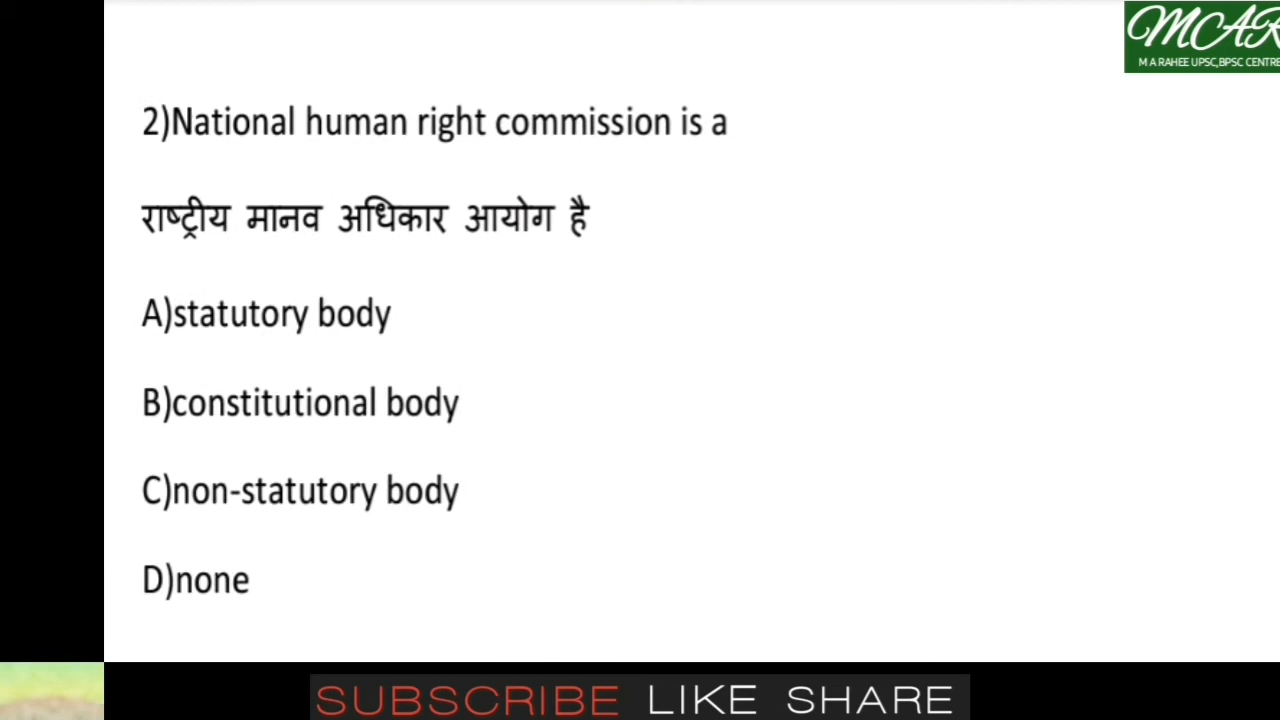 MCAR
M A RAHEE UPSC,BPSC CENTRE
2)National human right commission is a
राष्ट्रीय मानव अधिकार आयोग है
A)statutory body
B)constitutional body
C)non-statutory body
D)none
SUBSCRIBE LIKE SHARE